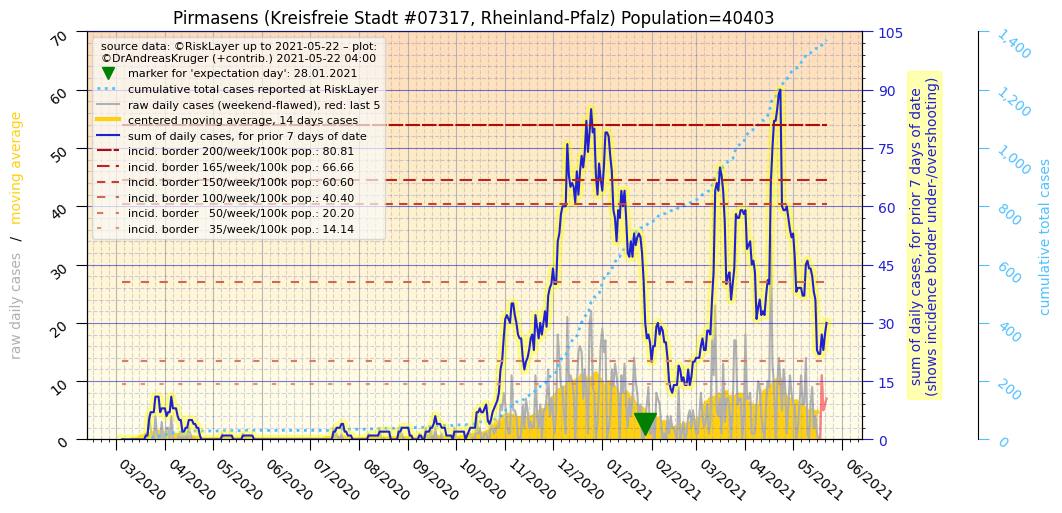 Pirmasens (Kreisfreie Stadt #07317, Rheinland-Pfalz) Population=40403
source data: ©RiskLayer up to 2021-05-22 – plot:
©DrAndreasKruger (+contrib.) 2021-05-22 04:00
marker for 'expectation day': 28.01.2021
cumulative total cases reported at RiskLayer
raw daily cases (weekend-flawed), red: last 5
centered moving average, 14 days cases
sum of daily cases, for prior 7 days of date
incid. border 200/week/100k pop.: 80.81
incid. border 165/week/100k pop.: 66.66
incid. border 150/week/100k pop.: 60.60
incid. border 100/week/100k pop.: 40.40
incid. border   50/week/100k pop.: 20.20
incid. border   35/week/100k pop.: 14.14
raw daily cases   /   moving average
70
60
50
40
30
20
10
0
03/2020
04/2020
05/2020
06/2020
07/2020
08/2020
09/2020
10/2020
11/2020
12/2020
01/2021
02/2021
03/2021
04/2021
05/2021
06/2021
105
90
75
60
45
30
15
0
sum of daily cases, for prior 7 days of date
(shows incidence border under-/overshooting)
1,400
1,200
1,000
800
600
400
200
0
cumulative total cases